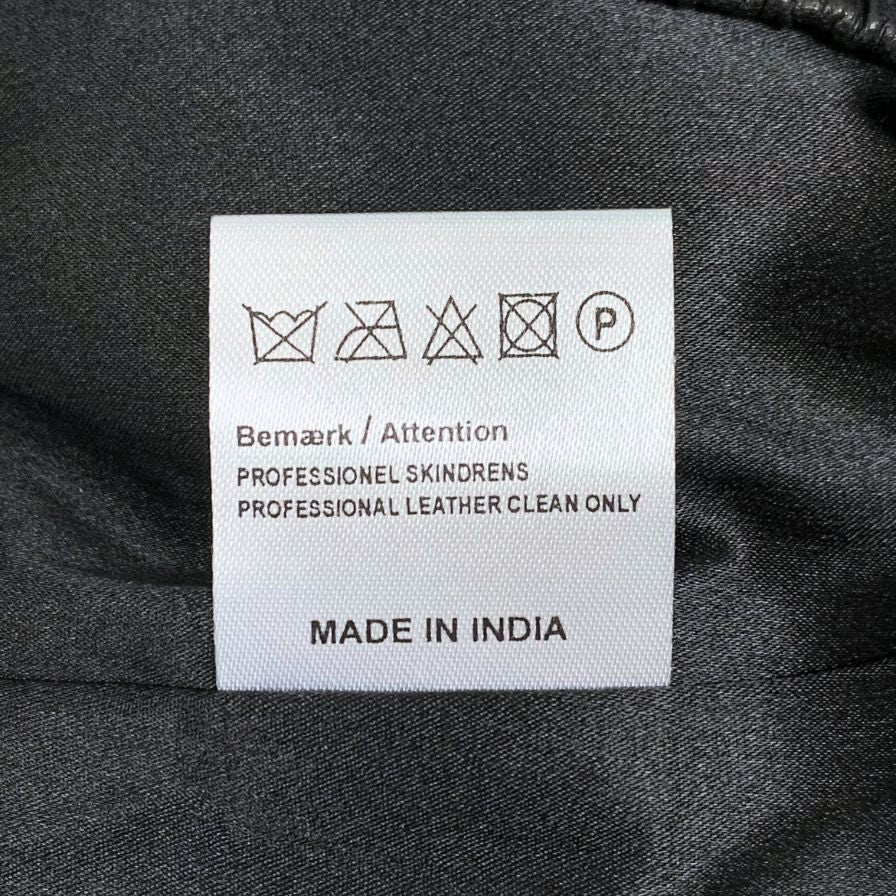 P
Bemærk / Attention
PROFESSIONEL SKINDRENS
PROFESSIONAL LEATHER CLEAN ONLY
MADE IN INDIA